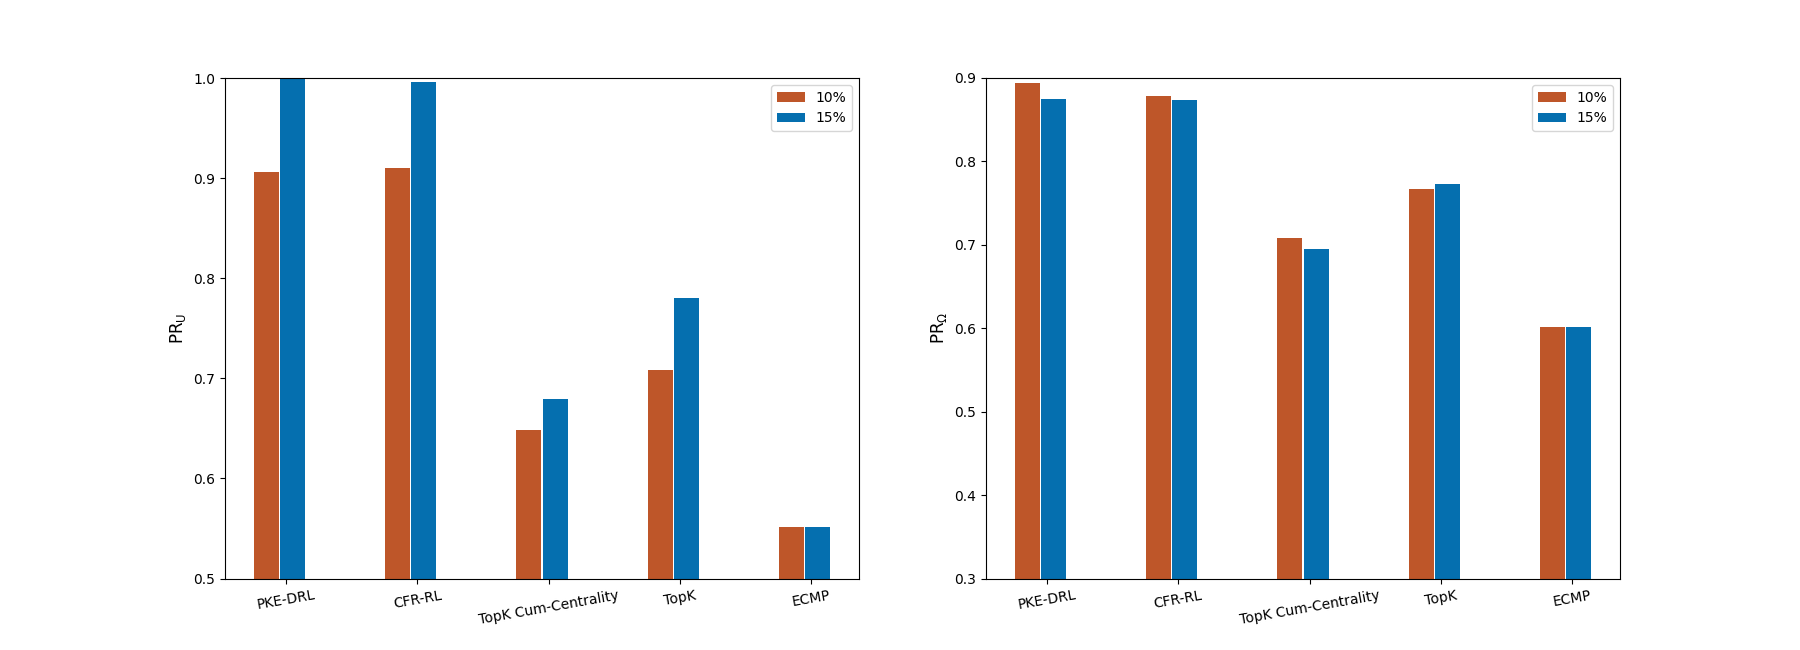 1.0
0.9
0.8
0.7
0.6
0.5
PR_U
10%
15%
PKE-DRL
CFR-RL
TopK Cum-Centrality
TopK
ECMP
0.9
0.8
0.7
0.6
0.5
0.4
0.3
PR_Ω
10%
15%
PKE-DRL
CFR-RL
TopK Cum-Centrality
TopK
ECMP